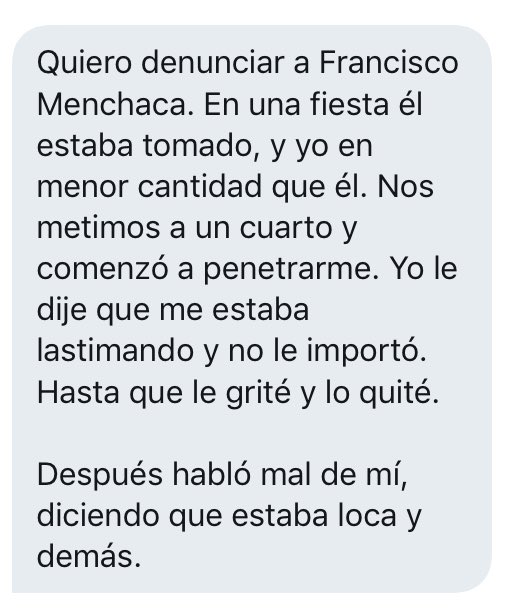 Quiero denunciar a Francisco
Menchaca. En una fiesta él
estaba tomado, y yo en
menor cantidad que él. Nos
metimos a un cuarto y
comenzó a penetrarme. Yo le
dije que me estaba
lastimando y no le importó.
Hasta que le grité y lo quité.
Después habló mal de mí,
diciendo que estaba loca y
demás.